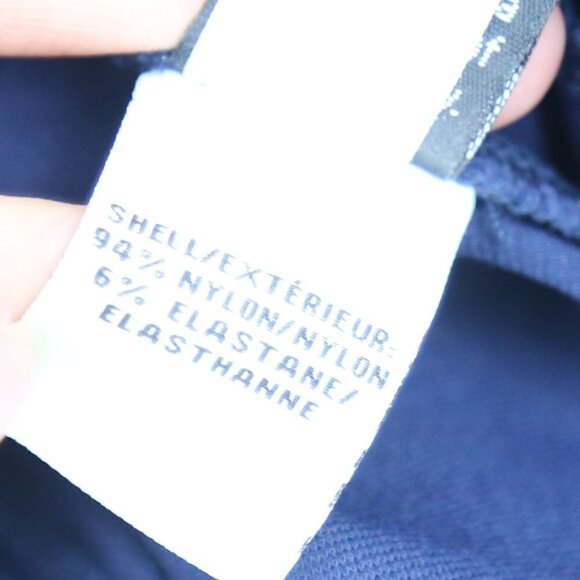 SHELL/EXTÉRIEUR:
94% NYLON/NYLON
6% ELASTANE/
ELASTHANNE